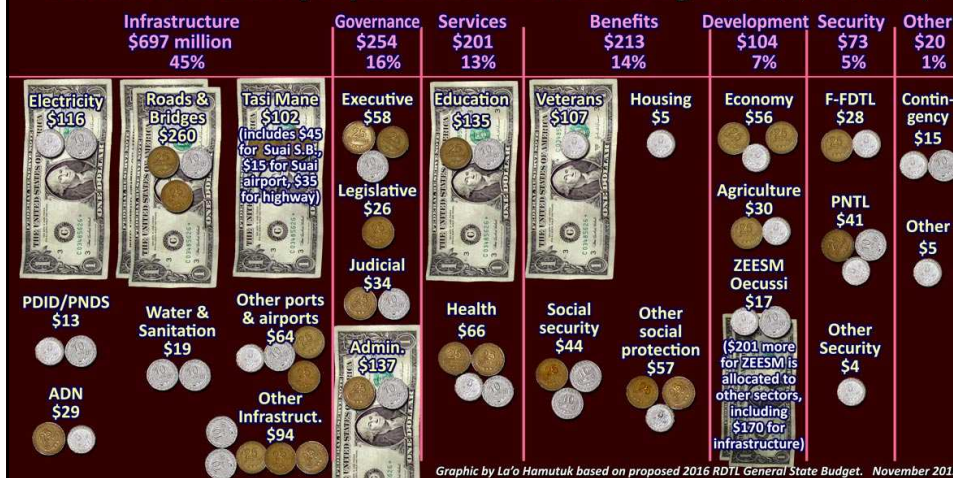 Infrastructure
$697 million
45%
Governance
$254
16%
Services
$201
13%
Benefits
$213
14%
Development
$104
7%
Security
$73
5%
Other
$20
1%
Electricity
$116
Roads &
Bridges
$260
Tasi Mane
$102
(includes $45
for Suai S.B.,
$15 for Suai
airport, $35
for highway)
PDID/PNDS
$13
Water &
Sanitation
$19
Other ports
& airports
$64
ADN
$29
Other
Infrastruct.
$94
Executive
$58
Legislative
$26
Judicial
$34
Admin.
$137
Education
$135
Health
$66
Veterans
$107
Housing
$5
Social
security
$44
Other
social
protection
$57
Economy
$56
Agriculture
$30
ZEESM
Oecussi
$17
($201 more
for ZEESM is
allocated to
other sectors,
including
$170 for
infrastructure)
F-FDTL
$28
PNTL
$41
Other
Security
$4
Contin-
gency
$15
Other
$5
Graphic by La'o Hamutuk based on proposed 2016 RDTL General State Budget. November 201